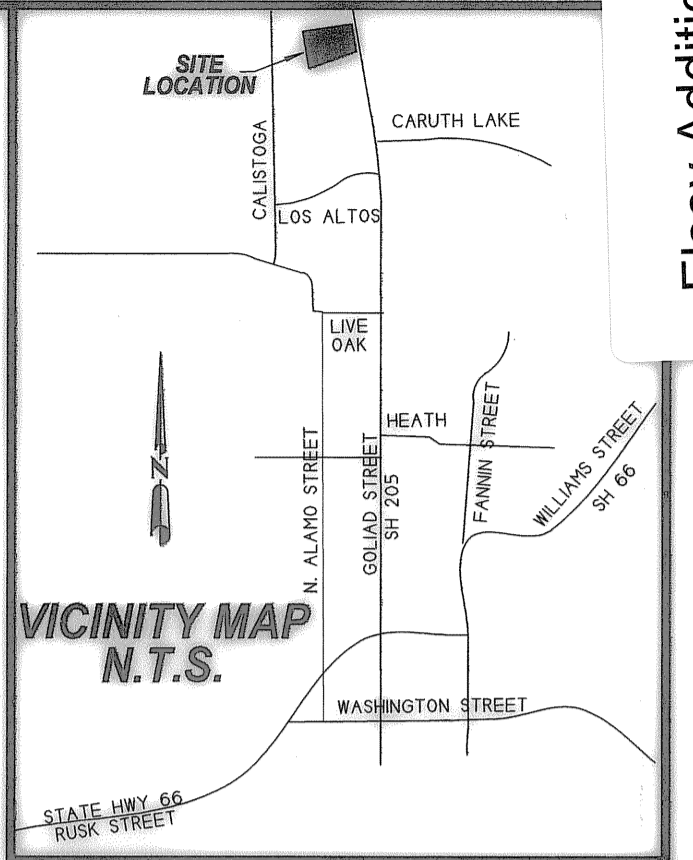 SITE
LOCATION
CARUTH LAKE
CALISTOGA
LOS ALTOS
LIVE
OAK
HEATH
FANNIN STREET
WILLIAMS STREET
SH 66
N. ALAMO STREET
GOLIAD STREET
SH 205
N
VICINITY MAP
N.T.S.
WASHINGTON STREET
STATE HWY 66
RUSK STREET